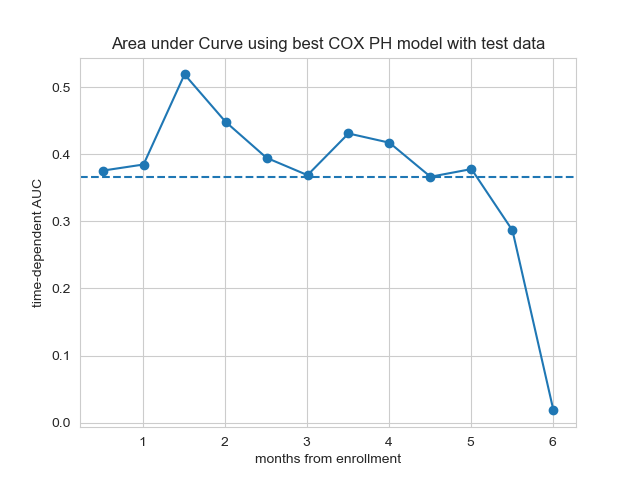 Area under Curve using best COX PH model with test data
time-dependent AUC
0.5
0.4
0.3
0.2
0.1
0.0
1 2 3 4 5 6
months from enrollment